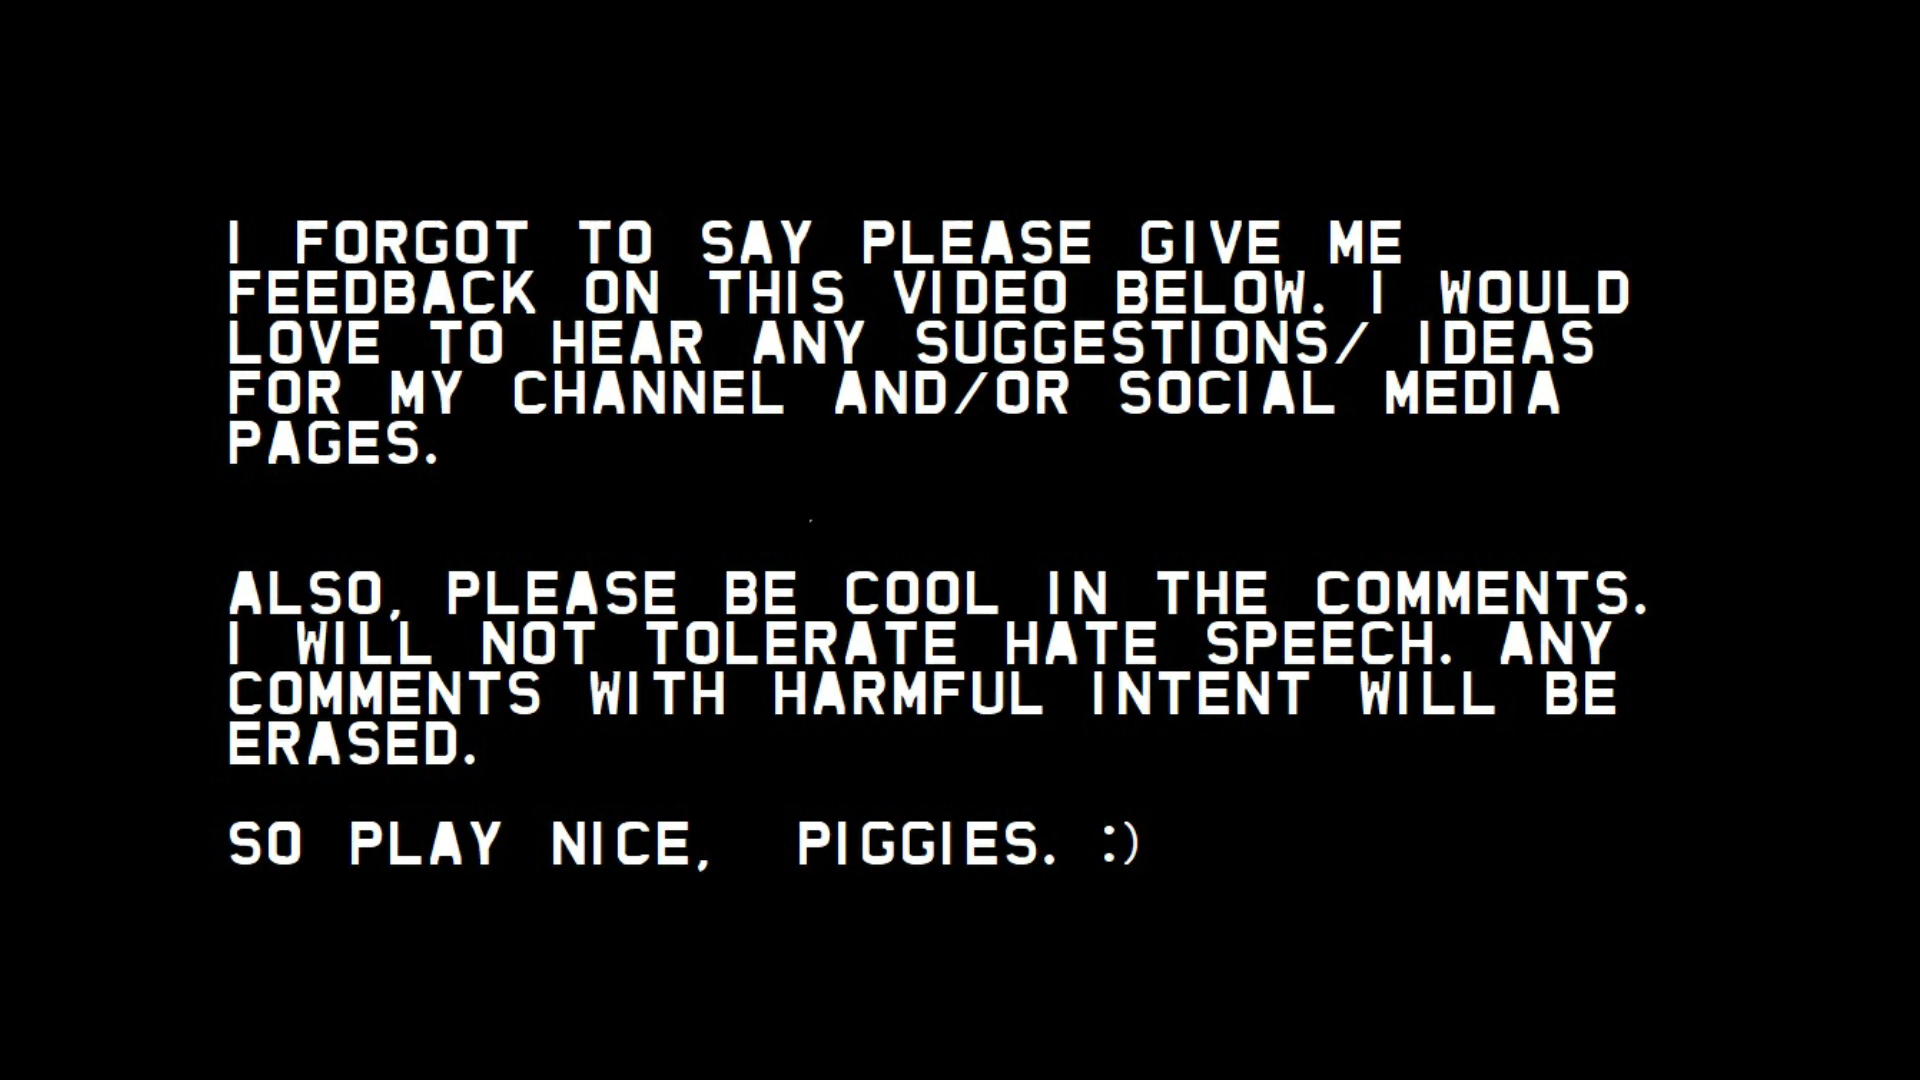 I FORGOT TO SAY PLEASE GIVE ME
FEEDBACK ON THIS VIDEO BELOW. I WOULD
LOVE TO HEAR ANY SUGGESTIONS/ IDEAS
FOR MY CHANNEL AND/OR SOCIAL MEDIA
PAGES.
ALSO, PLEASE BE COOL IN THE COMMENTS.
I WILL NOT TOLERATE HATE SPEECH. ANY
COMMENTS WITH HARMFUL INTENT WILL BE
ERASED.
SO PLAY NICE, PIGGIES. :)